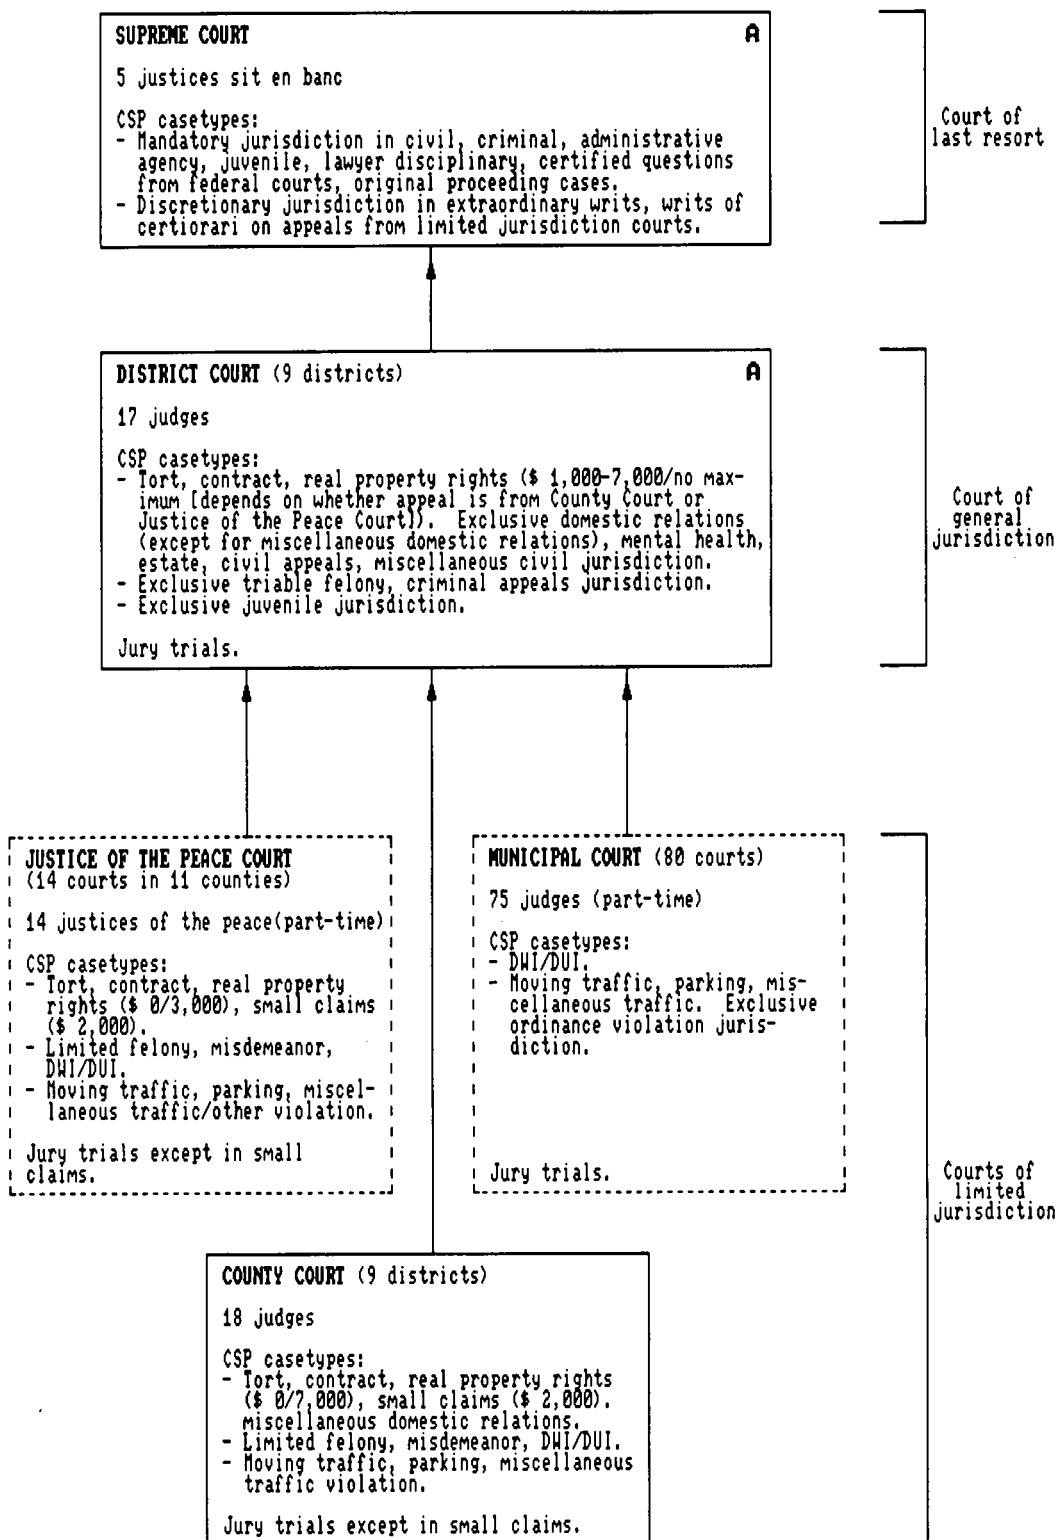 SUPREME COURT A
5 justices sit en banc
CSP casetypes:
- Mandatory jurisdiction in civil, criminal, administrative
agency, juvenile, lawyer disciplinary, certified questions
from federal courts, original proceeding cases.
- Discretionary jurisdiction in extraordinary writs, writs of
certiorari on appeals from limited jurisdiction courts.
Court of
last resort
DISTRICT COURT (9 districts) A
17 judges
CSP casetypes:
- Tort, contract, real property rights ($ 1,000-7,000/no max-
imum [depends on whether appeal is from County Court or
Justice of the Peace Court]). Exclusive domestic relations
(except for miscellaneous domestic relations), mental health,
estate, civil appeals, miscellaneous civil jurisdiction.
- Exclusive triable felony, criminal appeals jurisdiction.
- Exclusive juvenile jurisdiction.
Jury trials.
Court of
general
jurisdiction
JUSTICE OF THE PEACE COURT
(14 courts in 11 counties)
14 justices of the peace(part-time)
CSP casetypes:
- Tort, contract, real property
rights ($ 0/3,000), small claims
($ 2,000).
- Limited felony, misdemeanor,
DWI/DUI.
- Moving traffic, parking, miscel-
laneous traffic/other violation.
Jury trials except in small
claims.
MUNICIPAL COURT (80 courts)
75 judges (part-time)
CSP casetypes:
- DWI/DUI.
- Moving traffic, parking, mis-
cellaneous traffic. Exclusive
ordinance violation juris-
diction.
Jury trials.
Courts of
limited
jurisdiction
COUNTY COURT (9 districts)
18 judges
CSP casetypes:
- Tort, contract, real property rights
($ 0/7,000), small claims ($ 2,000).
miscellaneous domestic relations.
- Limited felony, misdemeanor, DWI/DUI.
- Moving traffic, parking, miscellaneous
traffic violation.
Jury trials except in small claims.